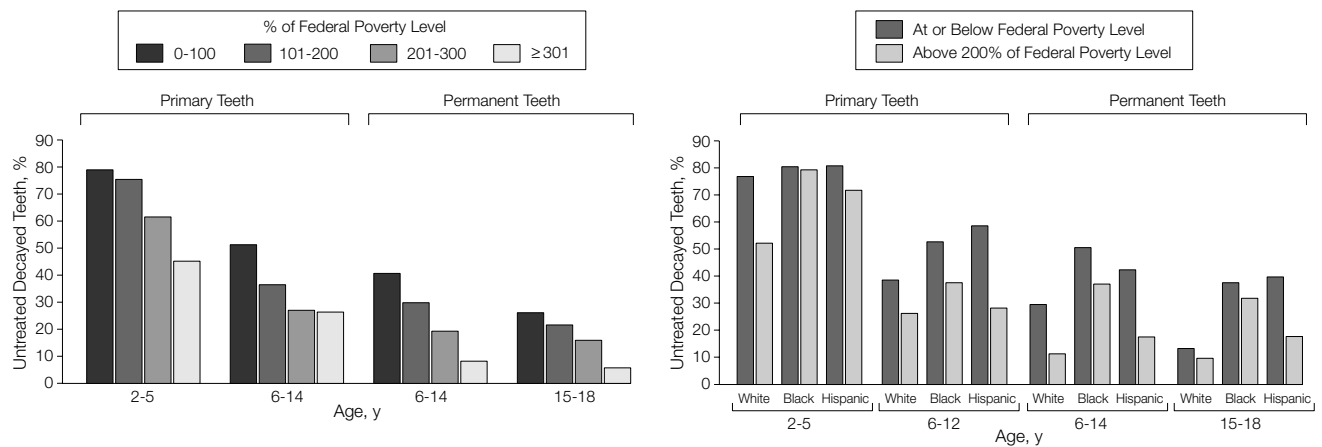 % of Federal Poverty Level
0-100 101-200 201-300 ≥301
Primary Teeth Permanent Teeth
Untreated Decayed Teeth, %
90
80
70
60
50
40
30
20
10
0
2-5 6-14 6-14 15-18
Age, y
At or Below Federal Poverty Level
Above 200% of Federal Poverty Level
Primary Teeth Permanent Teeth
Untreated Decayed Teeth, %
90
80
70
60
50
40
30
20
10
0
White Black Hispanic White Black Hispanic White Black Hispanic White Black Hispanic
2-5 6-12 6-14 15-18
Age, y